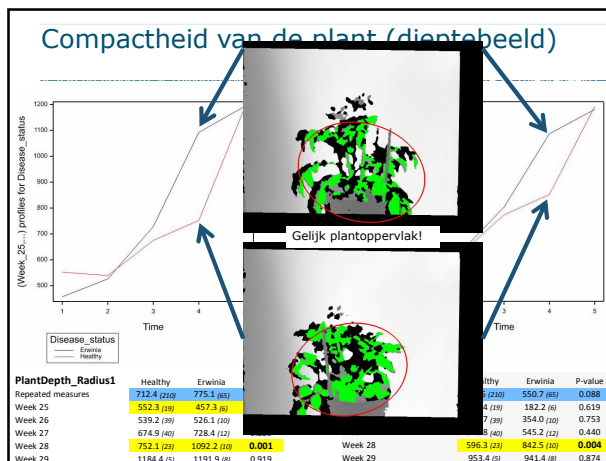 Compactheid van de plant (dieptebeeld)
(Week_25,...) profiles for Disease_status
1200
1100
1000
900
800
700
600
500
1 2 3 4
Time
3 4 5
Time
Gelijk plantoppervlak!
Disease_status
Erwinia
Healthy
PlantDepth_Radius1 Healthy Erwinia
Repeated measures 712.4 (210) 775.1 (65)
Week 25 552.3 (19) 457.3 (6)
Week 26 539.2 (39) 526.1 (10)
Week 27 674.9 (40) 728.4 (12)
Week 28 752.1 (23) 1092.2 (10) 0.001
Week 29 1184.4 (5) 1191.9 (8) 0.919
Erwinia P-value
(210) 550.7 (65) 0.088
(19) 182.2 (6) 0.619
(39) 354.0 (10) 0.753
(40) 545.2 (12) 0.440
Week 28 596.3 (23) 842.5 (10) 0.004
Week 29 953.4 (5) 941.4 (8) 0.874